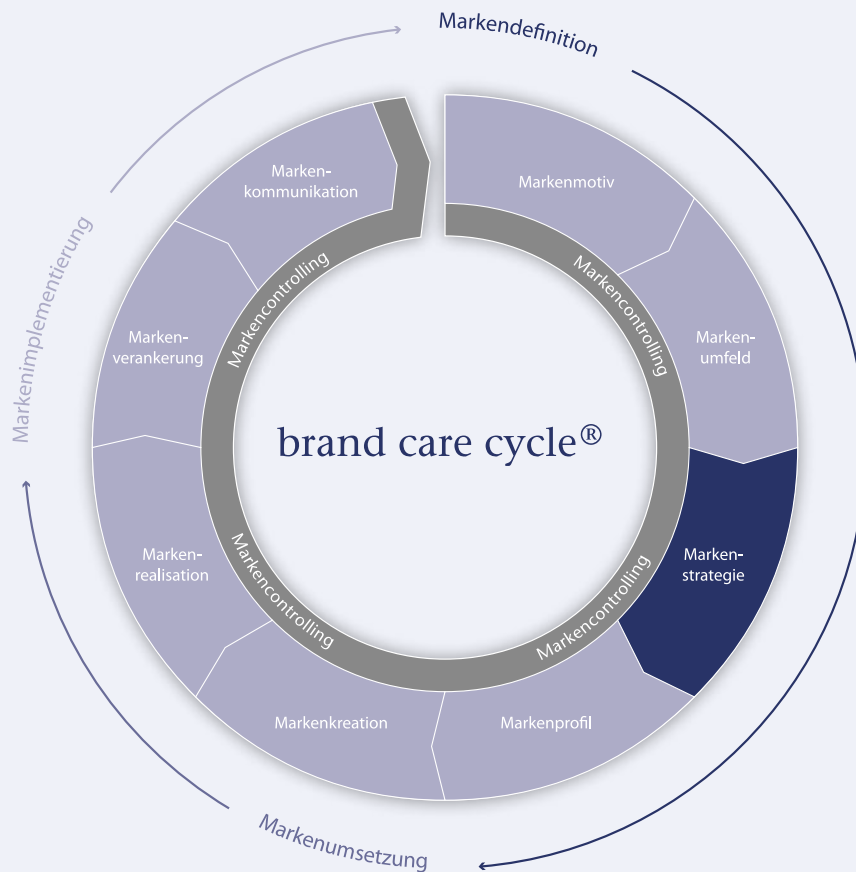 Markendefinition
Marken-
kommunikation
Markenmotiv
Markencontrolling
Markencontrolling
Markenimplementierung
Marken-
verankerung
Marken-
umfeld
brand care cycle®
Marken-
realisation
Marken-
strategie
Markencontrolling
Markencontrolling
Markenkreation
Markenprofil
Markenumsetzung